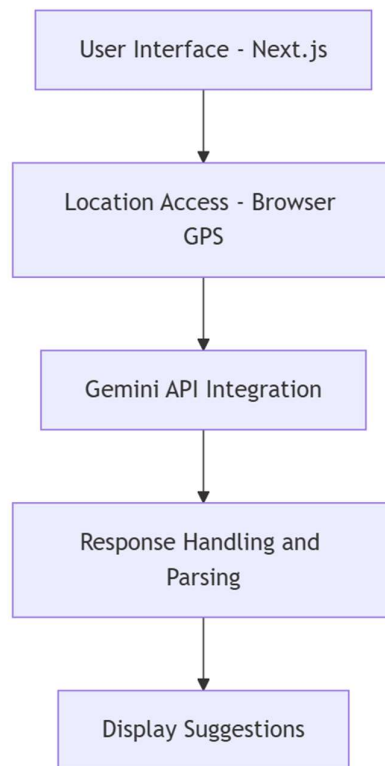 User Interface - Next.js
Location Access - Browser
GPS
Gemini API Integration
Response Handling and
Parsing
Display Suggestions